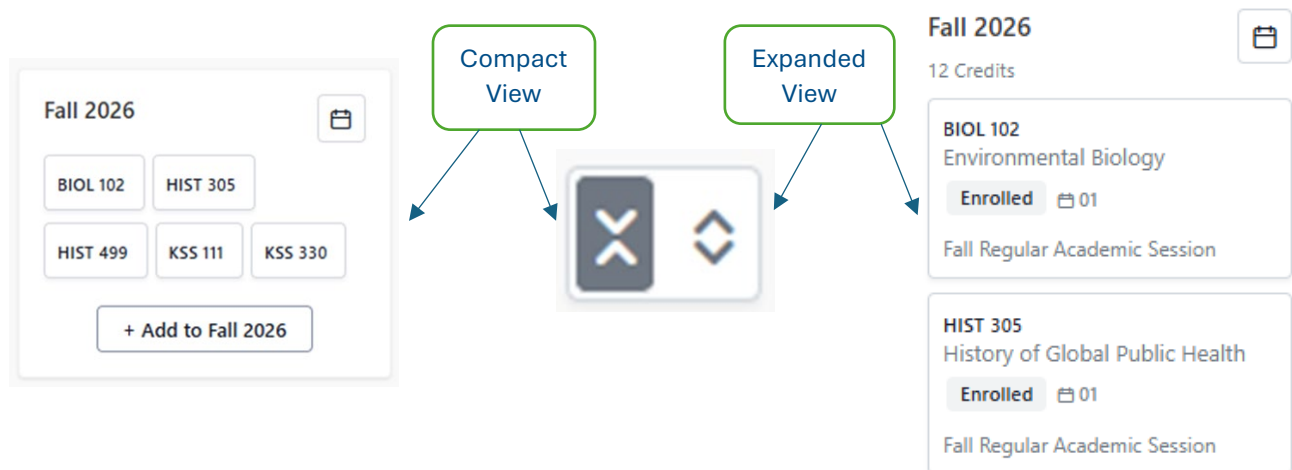 Fall 2026
BIOL 102
HIST 305
HIST 499
KSS 111
KSS 330
+ Add to Fall 2026
Compact
View
Expanded
View
Fall 2026
12 Credits
BIOL 102
Environmental Biology
Enrolled 01
Fall Regular Academic Session
HIST 305
History of Global Public Health
Enrolled 01
Fall Regular Academic Session